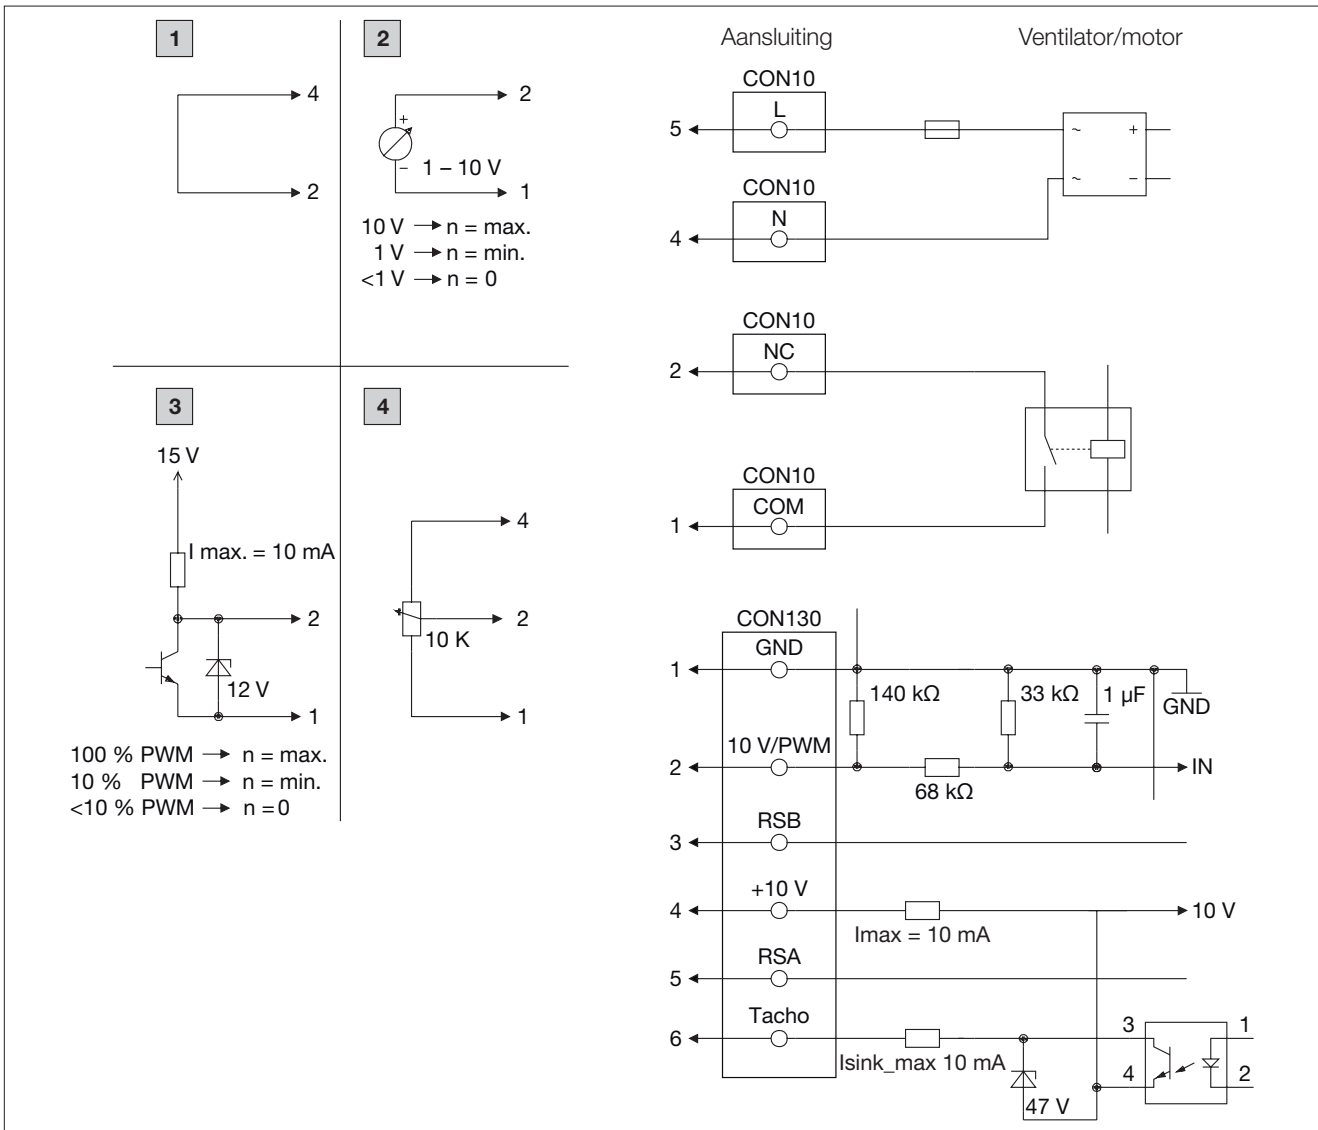 1
4
2
2
+
–
1 – 10 V
2
1
10 V → n = max.
1 V → n = min.
<1 V → n = 0
3
15 V
I max. = 10 mA
2
12 V
1
100 % PWM → n = max.
10 % PWM → n = min.
<10 % PWM → n = 0
4
4
2
10 K
1
Aansluiting Ventilator/motor
CON10
L
5
~ +
~ –
CON10
N
4
CON10
NC
2
CON10
COM
1
CON130
GND
1
140 kΩ 33 kΩ 1 µF GND
10 V/PWM
2
68 kΩ
IN
RSB
3
+10 V
4
Imax = 10 mA
10 V
RSA
5
Tacho
6
Isink_max 10 mA
3 1
4 2
47 V